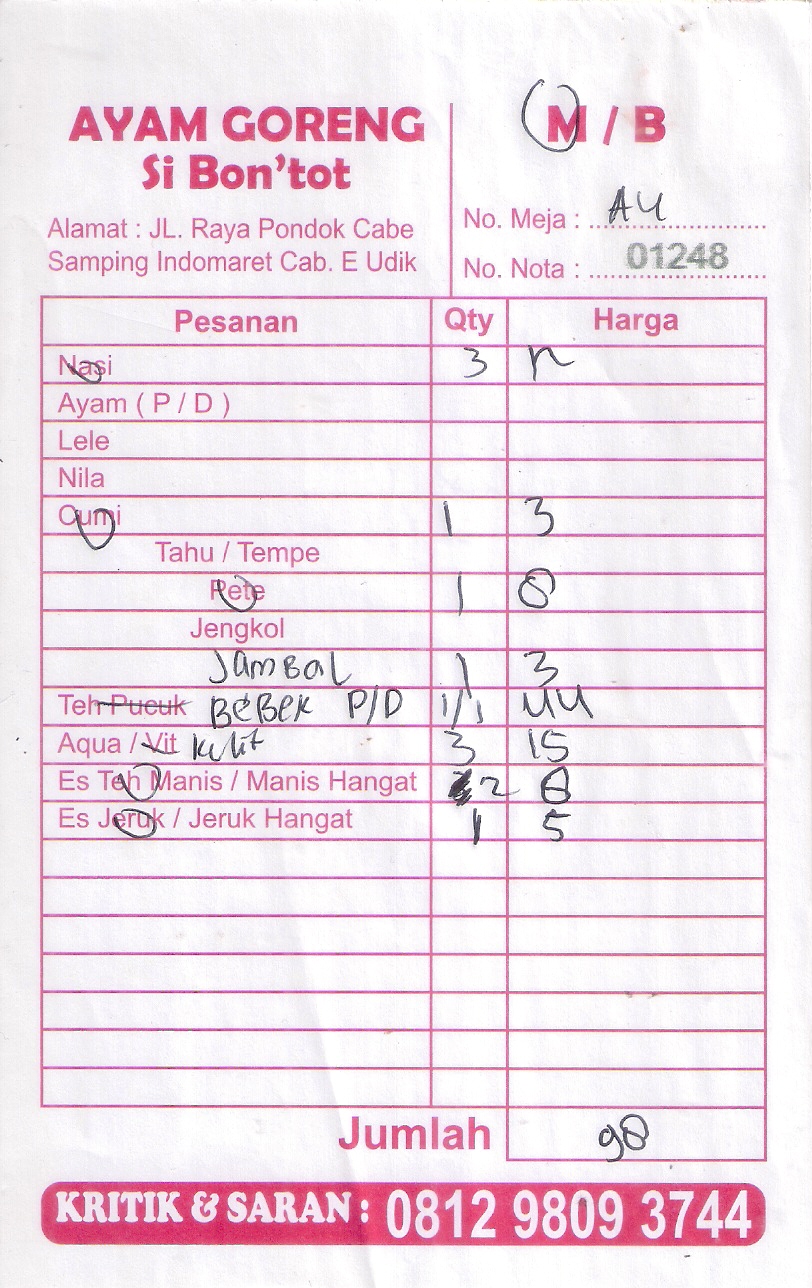 AYAM GORENG
Si Bon'tot
Alamat : JL. Raya Pondok Cabe
Samping Indomaret Cab. E Udik
M / B
No. Meja : A4
No. Nota : 01248
Pesanan Qty Harga
Nasi 3 12
Ayam ( P / D )
Lele
Nila
Cumi 1 3
Tahu / Tempe
Pete 1 8
Jengkol
Jambal 1 3
Teh Pucuk BEBEK P/D 1/1 44
Aqua / Vit kulit 3 15
Es Teh Manis / Manis Hangat 2 8
Es Jeruk / Jeruk Hangat 1 5
Jumlah 98
KRITIK & SARAN : 0812 9809 3744